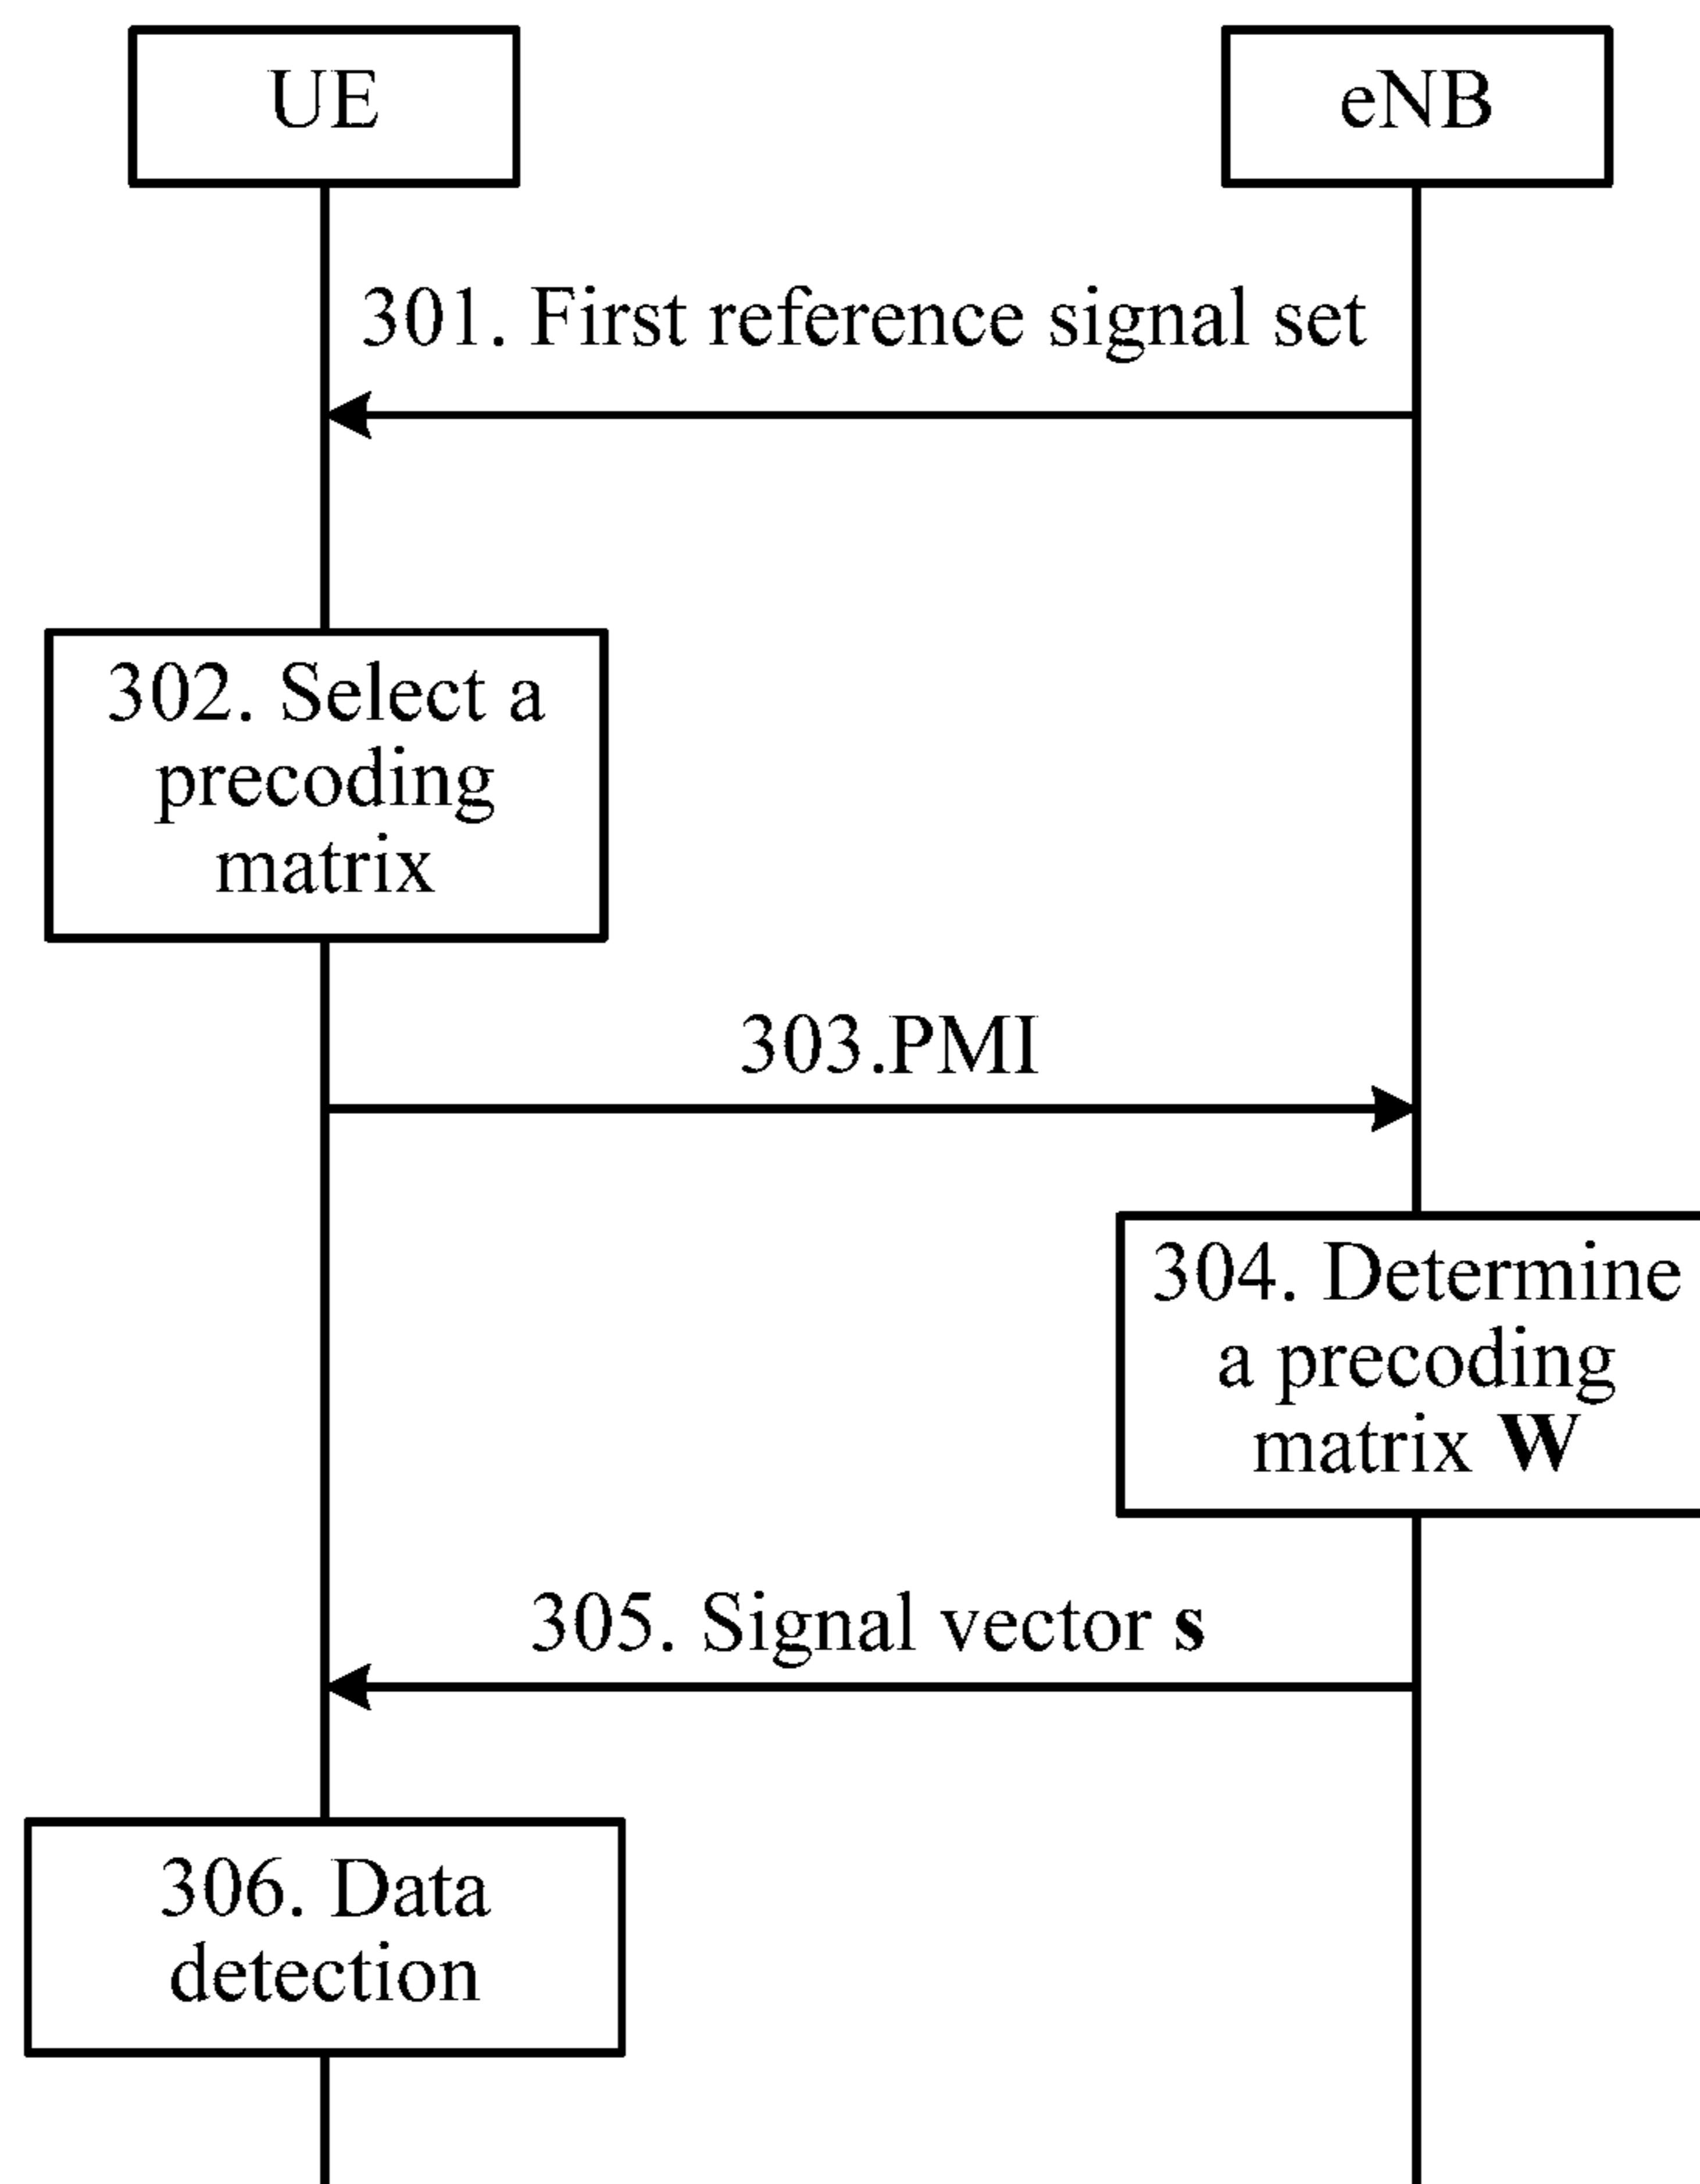 UE
eNB
301. First reference signal set
302. Select a
precoding
matrix
303.PMI
304. Determine
a precoding
matrix W
305. Signal vector s
306. Data
detection